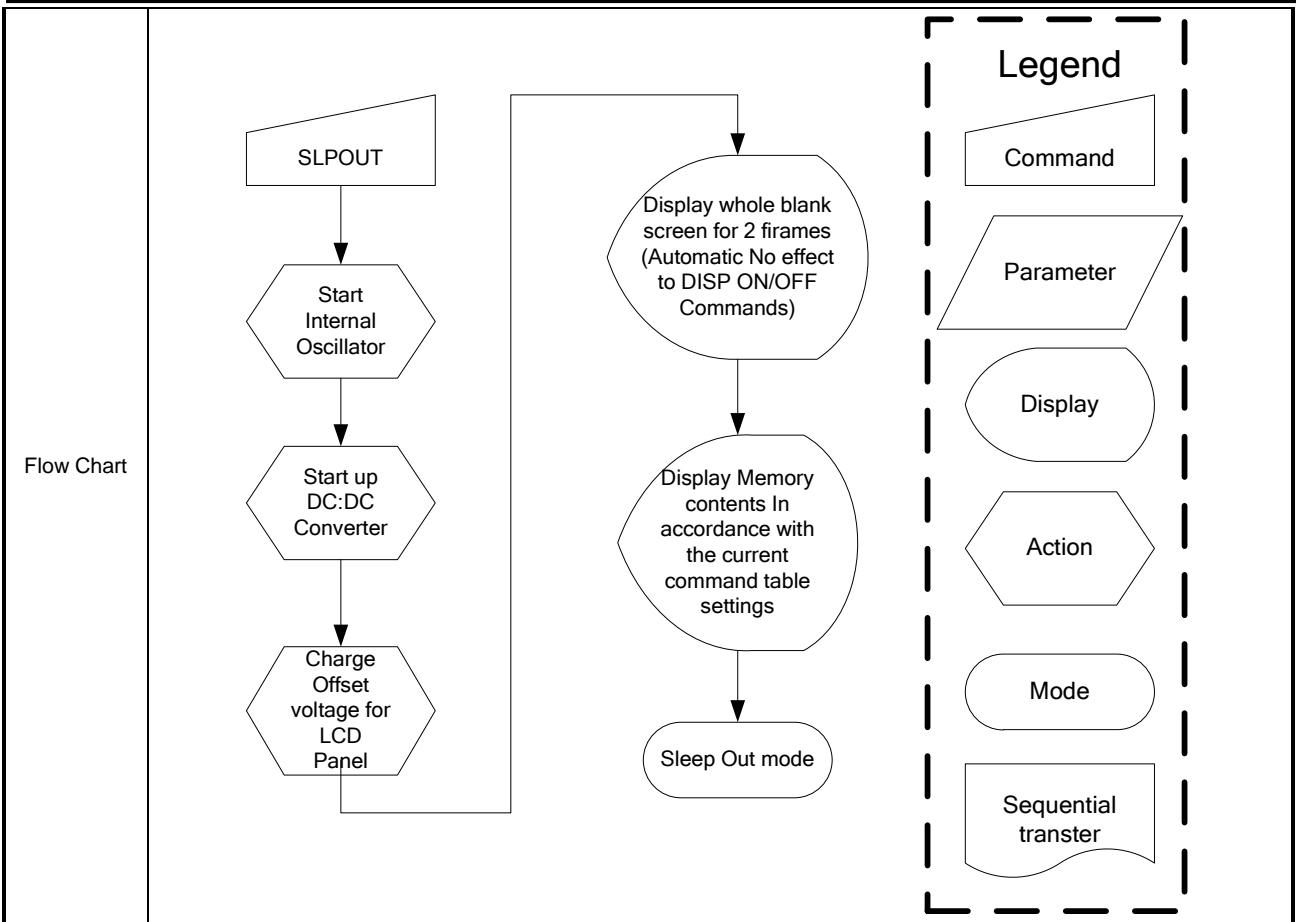 Flow Chart
SLPOUT
Start
Internal
Oscillator
Start up
DC:DC
Converter
Charge
Offset
voltage for
LCD
Panel
Display whole blank
screen for 2 firames
(Automatic No effect
to DISP ON/OFF
Commands)
Display Memory
contents In
accordance with
the current
command table
settings
Sleep Out mode
Legend
Command
Parameter
Display
Action
Mode
Sequential
transter